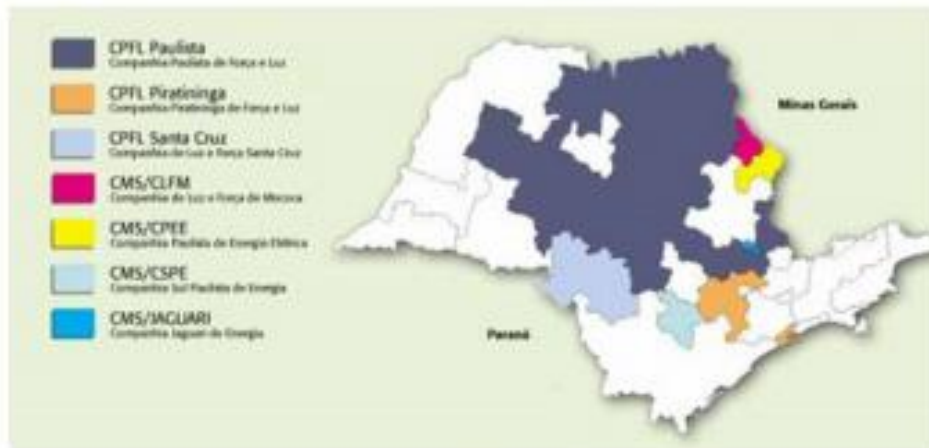 CPFL Paulista
Companhia Paulista de Força e Luz
CPFL Piratininga
Companhia Piratininga de Força e Luz
CPFL Santa Cruz
Companhia de Luz e Força Santa Cruz
CMS/CLFM
Companhia de Luz e Força de Mococa
CMS/CPEE
Companhia Paulista de Energia Elétrica
CMS/CSPE
Companhia Sul Paulista de Energia
CMS/JAGUARI
Companhia Jaguari de Energia
Minas Gerais
Paraná